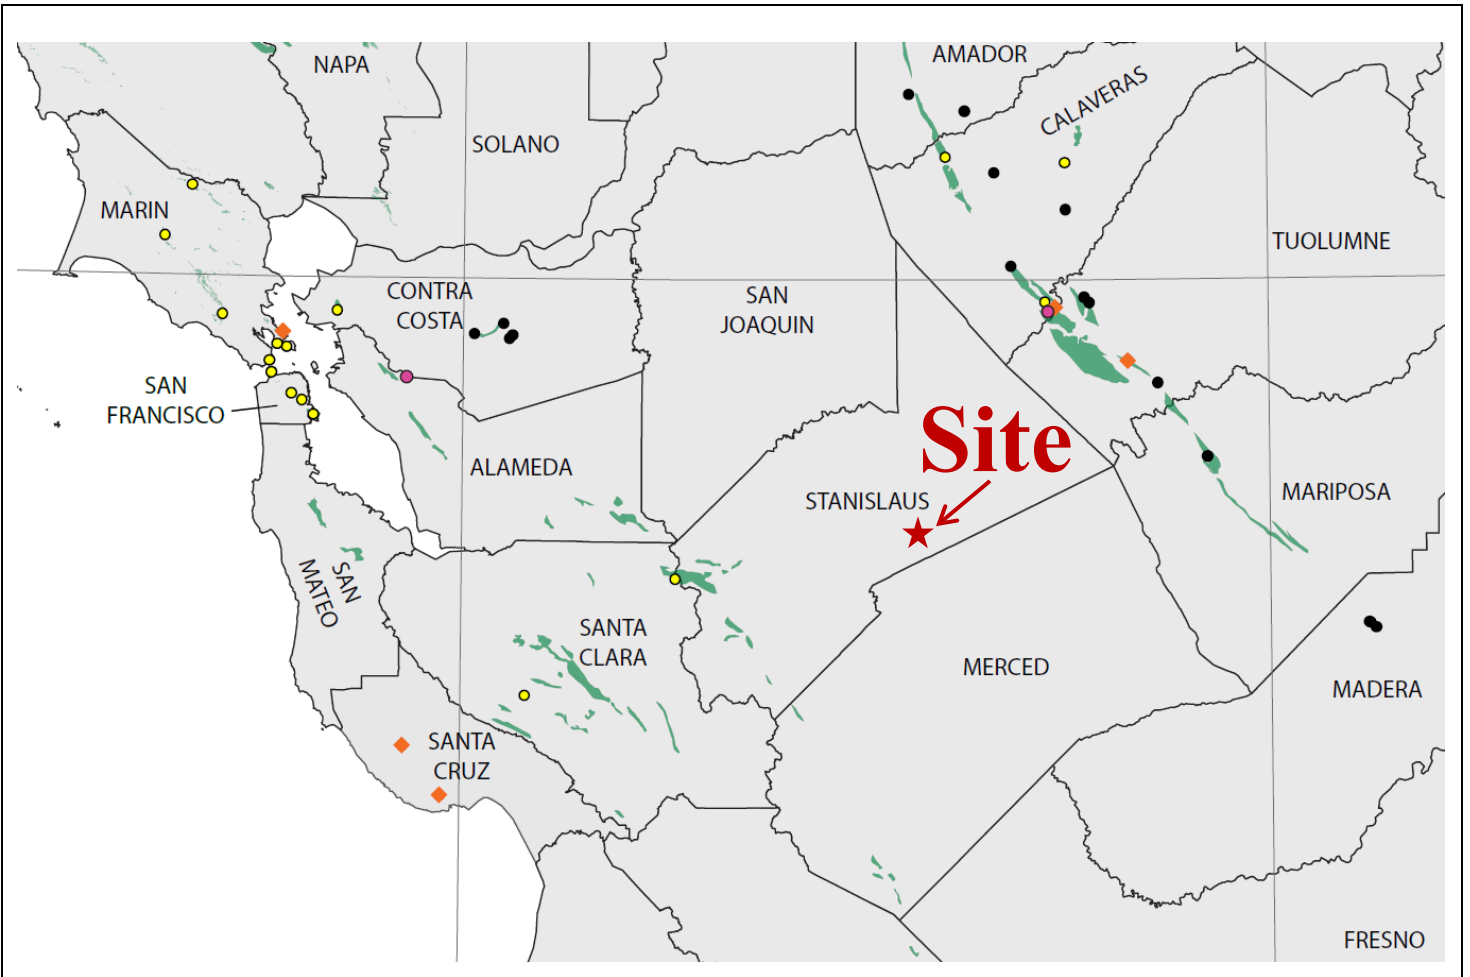 NAPA
AMADOR
CALAVERAS
SOLANO
MARIN
TUOLUMNE
CONTRA
COSTA
SAN
JOAQUIN
SAN
FRANCISCO
Site
ALAMEDA
STANISLAUS
MARIPOSA
SAN
MATEO
SANTA
CLARA
MERCED
MADERA
SANTA
CRUZ
FRESNO